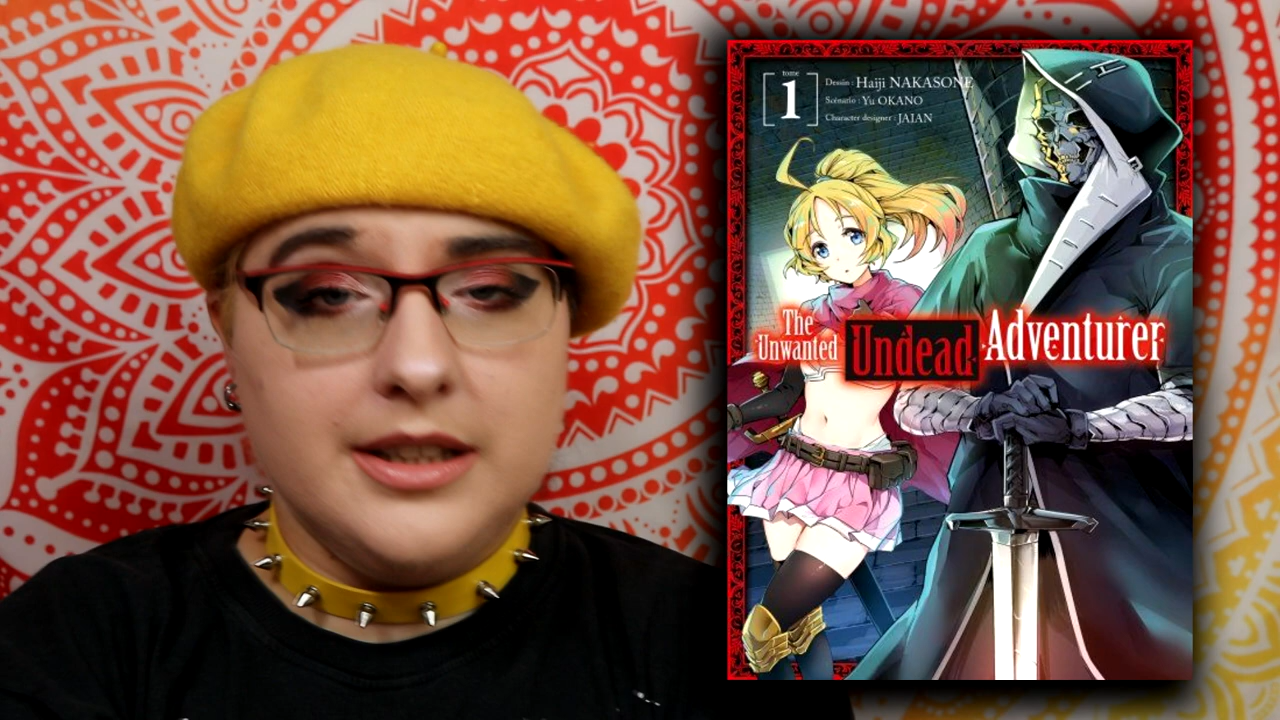 tome
1
Dessin : Haiji NAKASONE
Scénario : Yu OKANO
Character designer : JAIAN
The
Unwanted
Undead
Adventurer